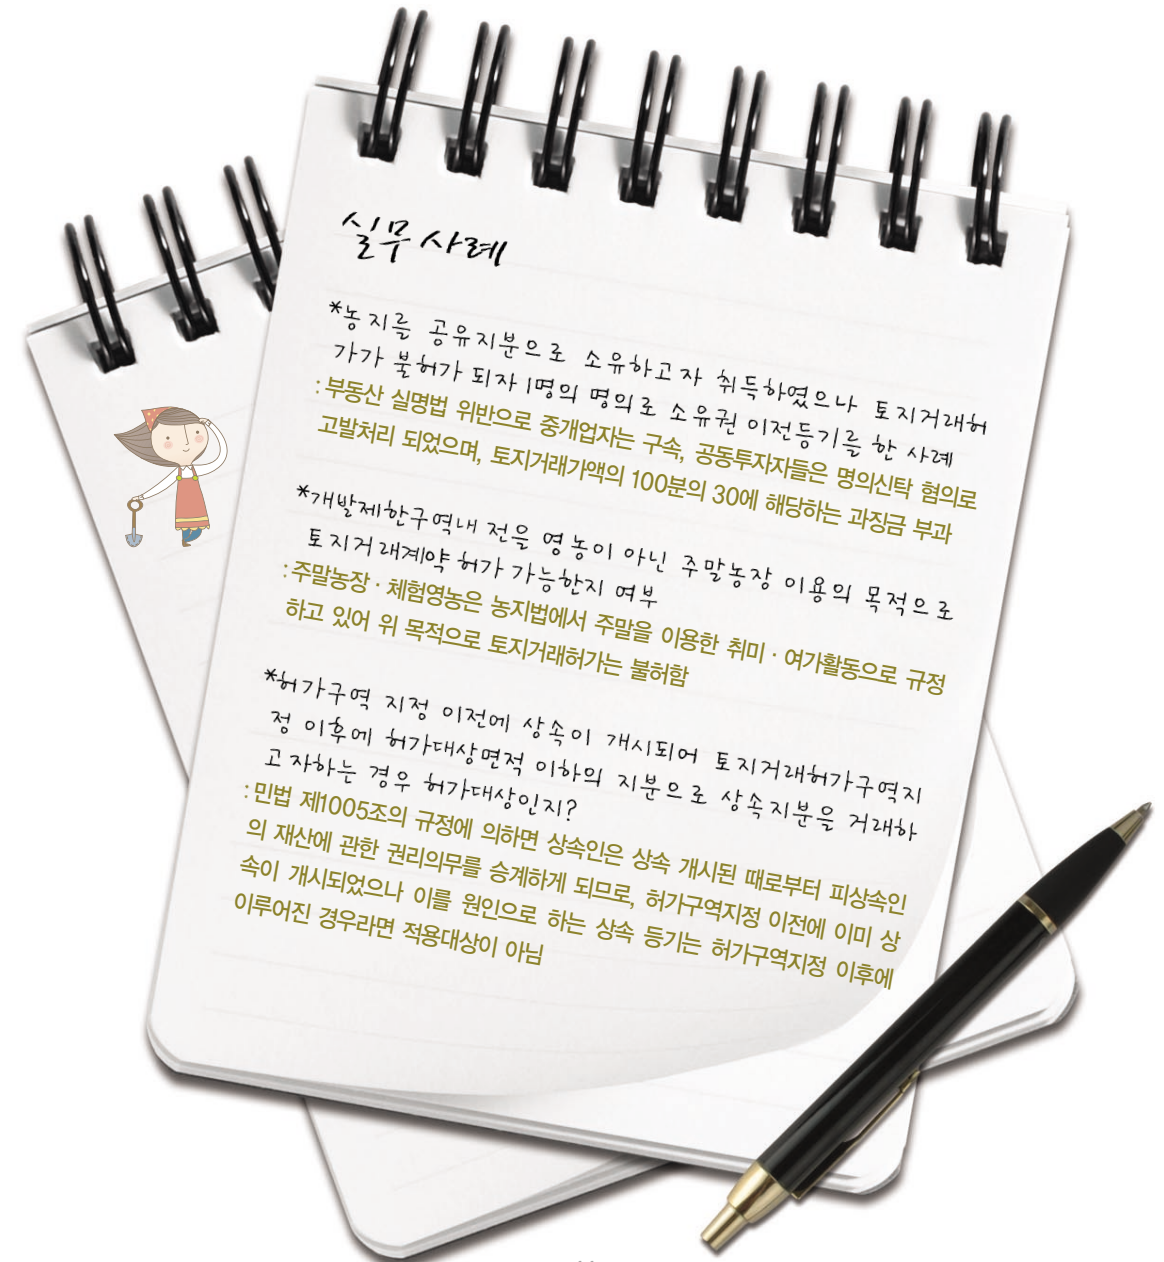 실무 사례
*농지를 공유지분으로 소유하고자 취득하였으나 토지거래허
가가 불허가 되자 1명의 명의로 소유권 이전등기를 한 사례
: 부동산 실명법 위반으로 중개업자는 구속, 공동투자자들은 명의신탁 혐의로
고발처리 되었으며, 토지거래가액의 100분의 30에 해당하는 과징금 부과
*개발제한구역내 전을 영농이 아닌 주말농장 이용의 목적으로
토지거래계약 허가 가능한지 여부
: 주말농장 · 체험영농은 농지법에서 주말을 이용한 취미 · 여가활동으로 규정
하고 있어 위 목적으로 토지거래허가는 불허함
*허가구역 지정 이전에 상속이 개시되어 토지거래허가구역지
정 이후에 허가대상면적 이하의 지분으로 상속지분을 거래하
고자하는 경우 허가대상인지?
: 민법 제1005조의 규정에 의하면 상속인은 상속 개시된 때로부터 피상속인
의 재산에 관한 권리의무를 승계하게 되므로, 허가구역지정 이전에 이미 상
속이 개시되었으나 이를 원인으로 하는 상속 등기는 허가구역지정 이후에
이루어진 경우라면 적용대상이 아님